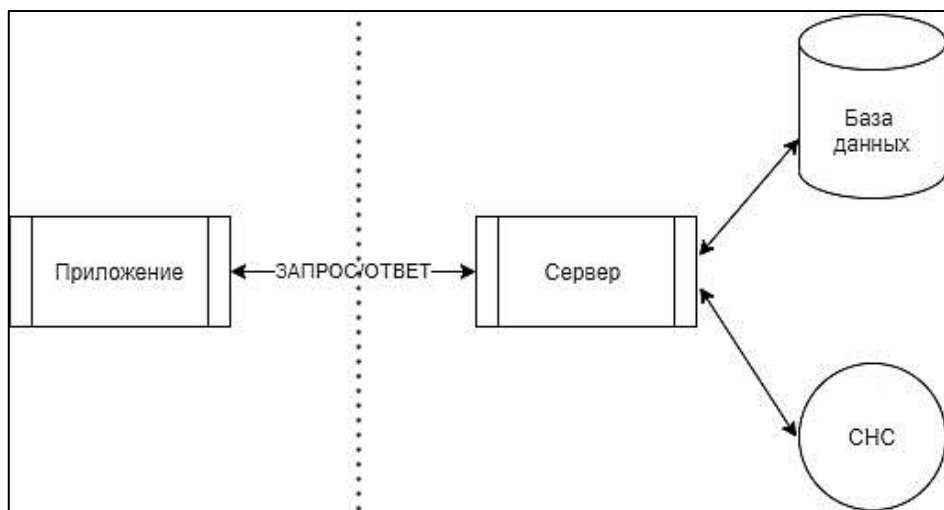 База
данных
Приложение
ЗАПРОС/ОТВЕТ
Сервер
СНС